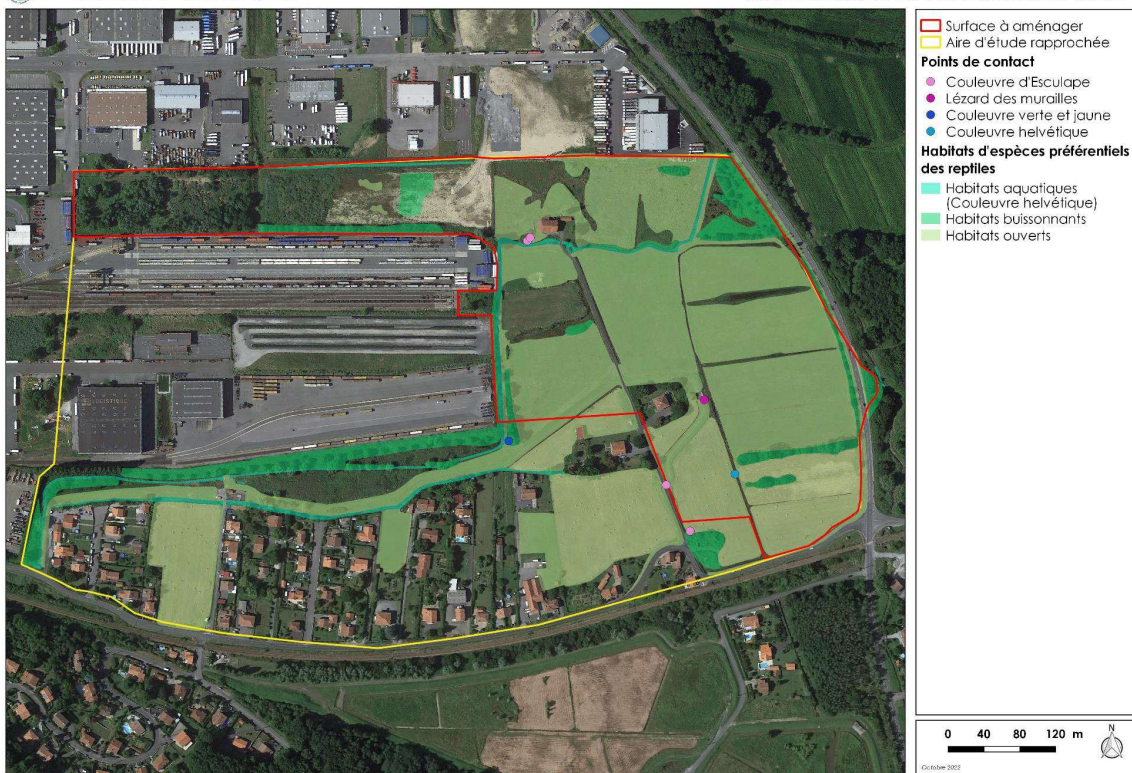 Surface à aménager
Aire d'étude rapprochée
Points de contact
Couleuvre d'Esculape
Lézard des murailles
Couleuvre verte et jaune
Couleuvre helvétique
Habitats d'espèces préférentiels
des reptiles
Habitats aquatiques
(Couleuvre helvétique)
Habitats buissonnants
Habitats ouverts
0 40 80 120 m
N
Octobre 2022